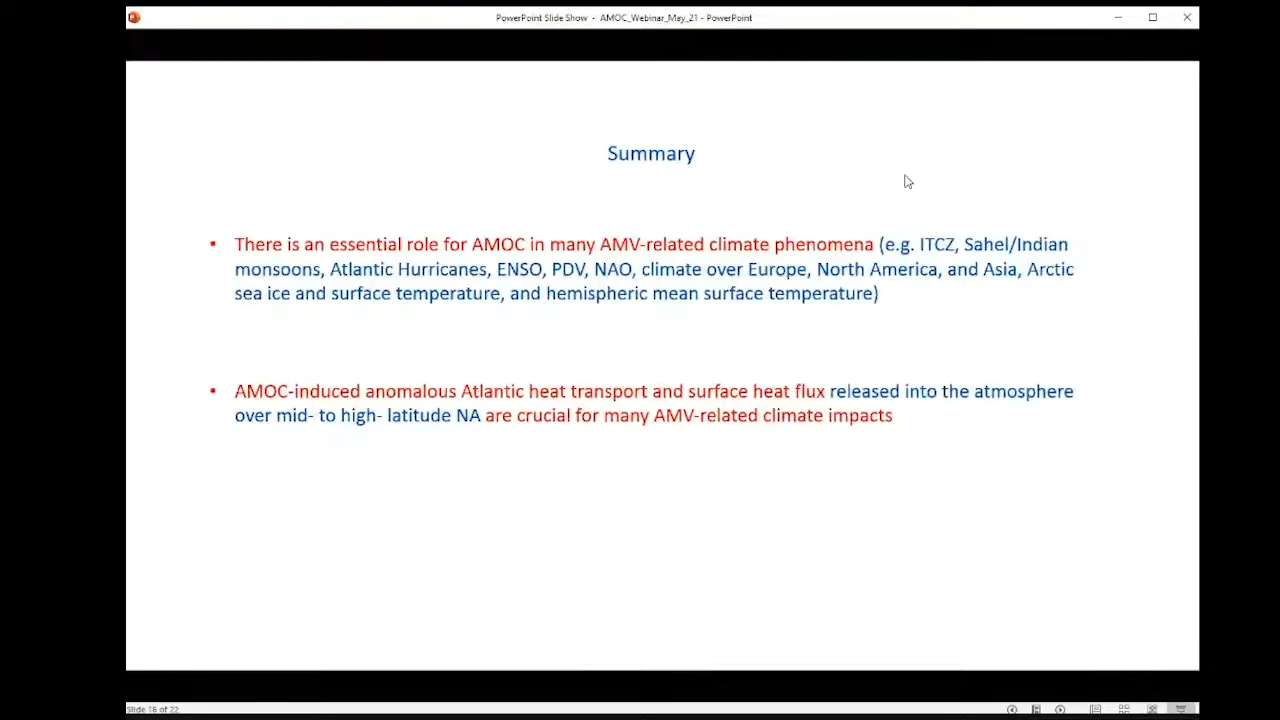 PowerPoint Slide Show - AMOC_Webinar_May_21 - PowerPoint
Summary
• There is an essential role for AMOC in many AMV-related climate phenomena (e.g. ITCZ, Sahel/Indian
monsoons, Atlantic Hurricanes, ENSO, PDV, NAO, climate over Europe, North America, and Asia, Arctic
sea ice and surface temperature, and hemispheric mean surface temperature)
• AMOC-induced anomalous Atlantic heat transport and surface heat flux released into the atmosphere
over mid- to high- latitude NA are crucial for many AMV-related climate impacts
Slide 16 of 22